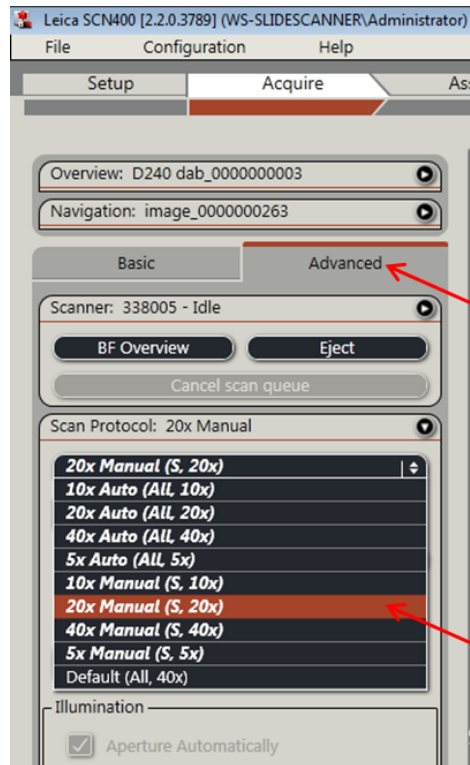 Leica SCN400 [2.2.0.3789] (WS-SLIDESCANNER\Administrator)
File Configuration Help
Setup Acquire
Overview: D240 dab_0000000003
Navigation: image_0000000263
Basic Advanced
Scanner: 338005 - Idle
BF Overview Eject
Cancel scan queue
Scan Protocol: 20x Manual
20x Manual (S, 20x)
10x Auto (All, 10x)
20x Auto (All, 20x)
40x Auto (All, 40x)
5x Auto (All, 5x)
10x Manual (S, 10x)
20x Manual (S, 20x)
40x Manual (S, 40x)
5x Manual (S, 5x)
Default (All, 40x)
Illumination
Aperture Automatically